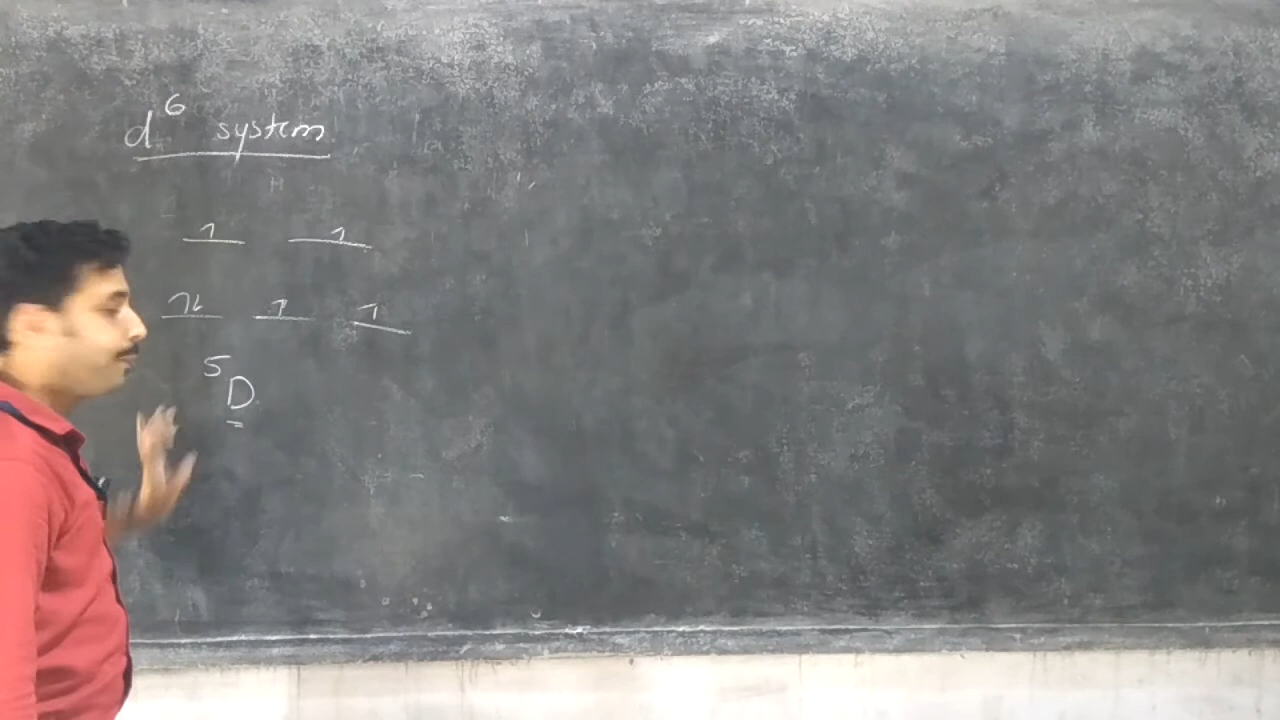 d⁶ system
↿ ↿
↿⇂ ↿ ↿
⁵D